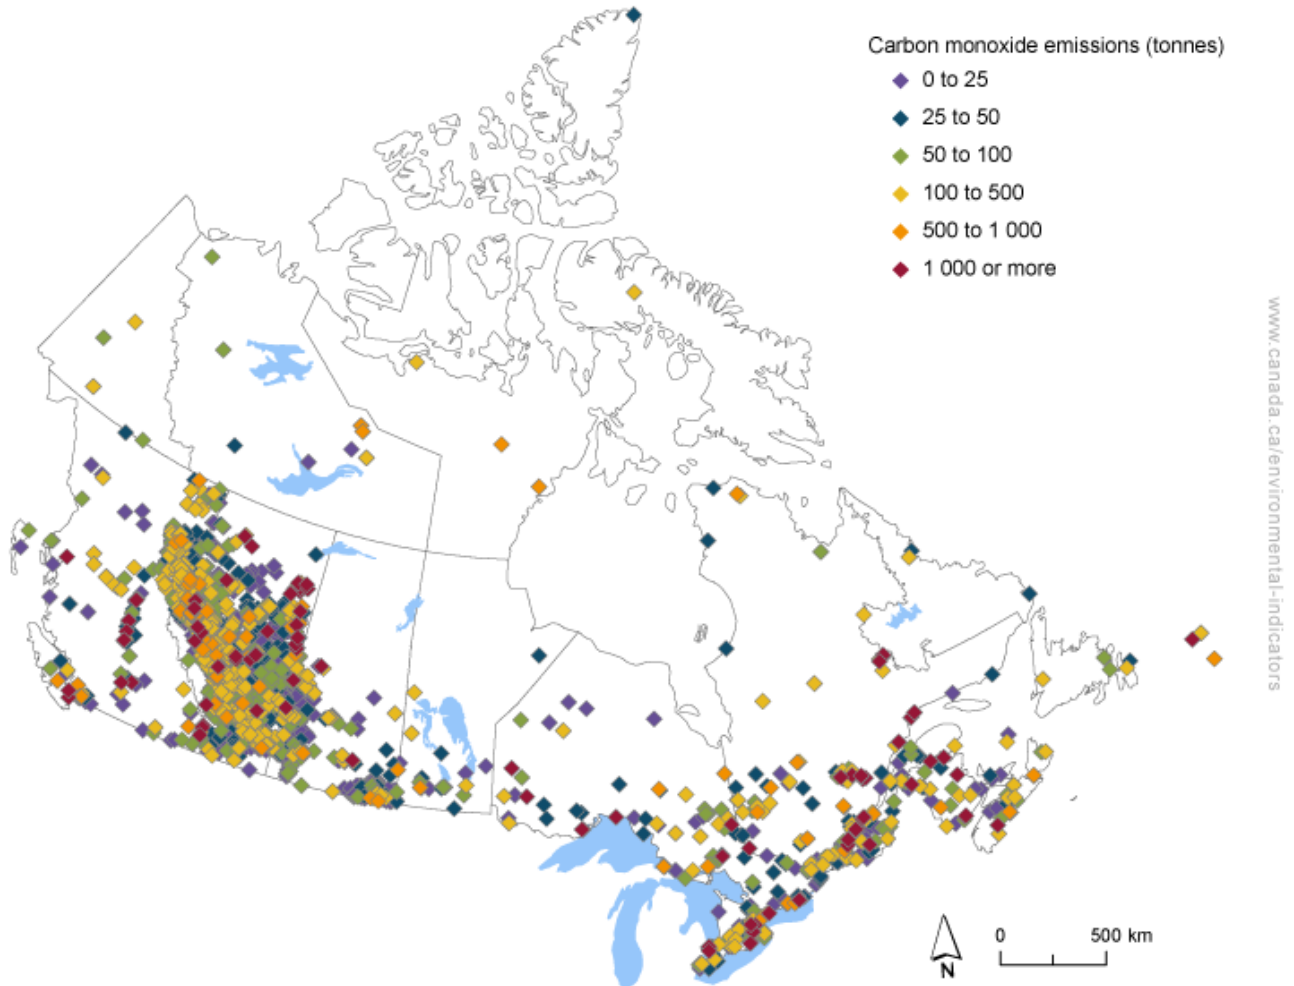 Carbon monoxide emissions (tonnes)
0 to 25
25 to 50
50 to 100
100 to 500
500 to 1 000
1 000 or more
www.canada.ca/environmental-indicators
N
0 500 km